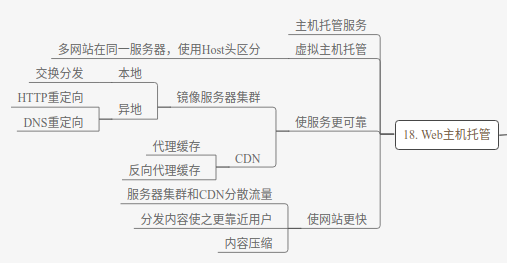 主机托管服务
多网站在同一服务器，使用Host头区分
虚拟主机托管
交换分发
本地
HTTP重定向
异地
镜像服务器集群
DNS重定向
使服务更可靠
18. Web主机托管
代理缓存
CDN
反向代理缓存
服务器集群和CDN分散流量
分发内容使之更靠近用户
使网站更快
内容压缩